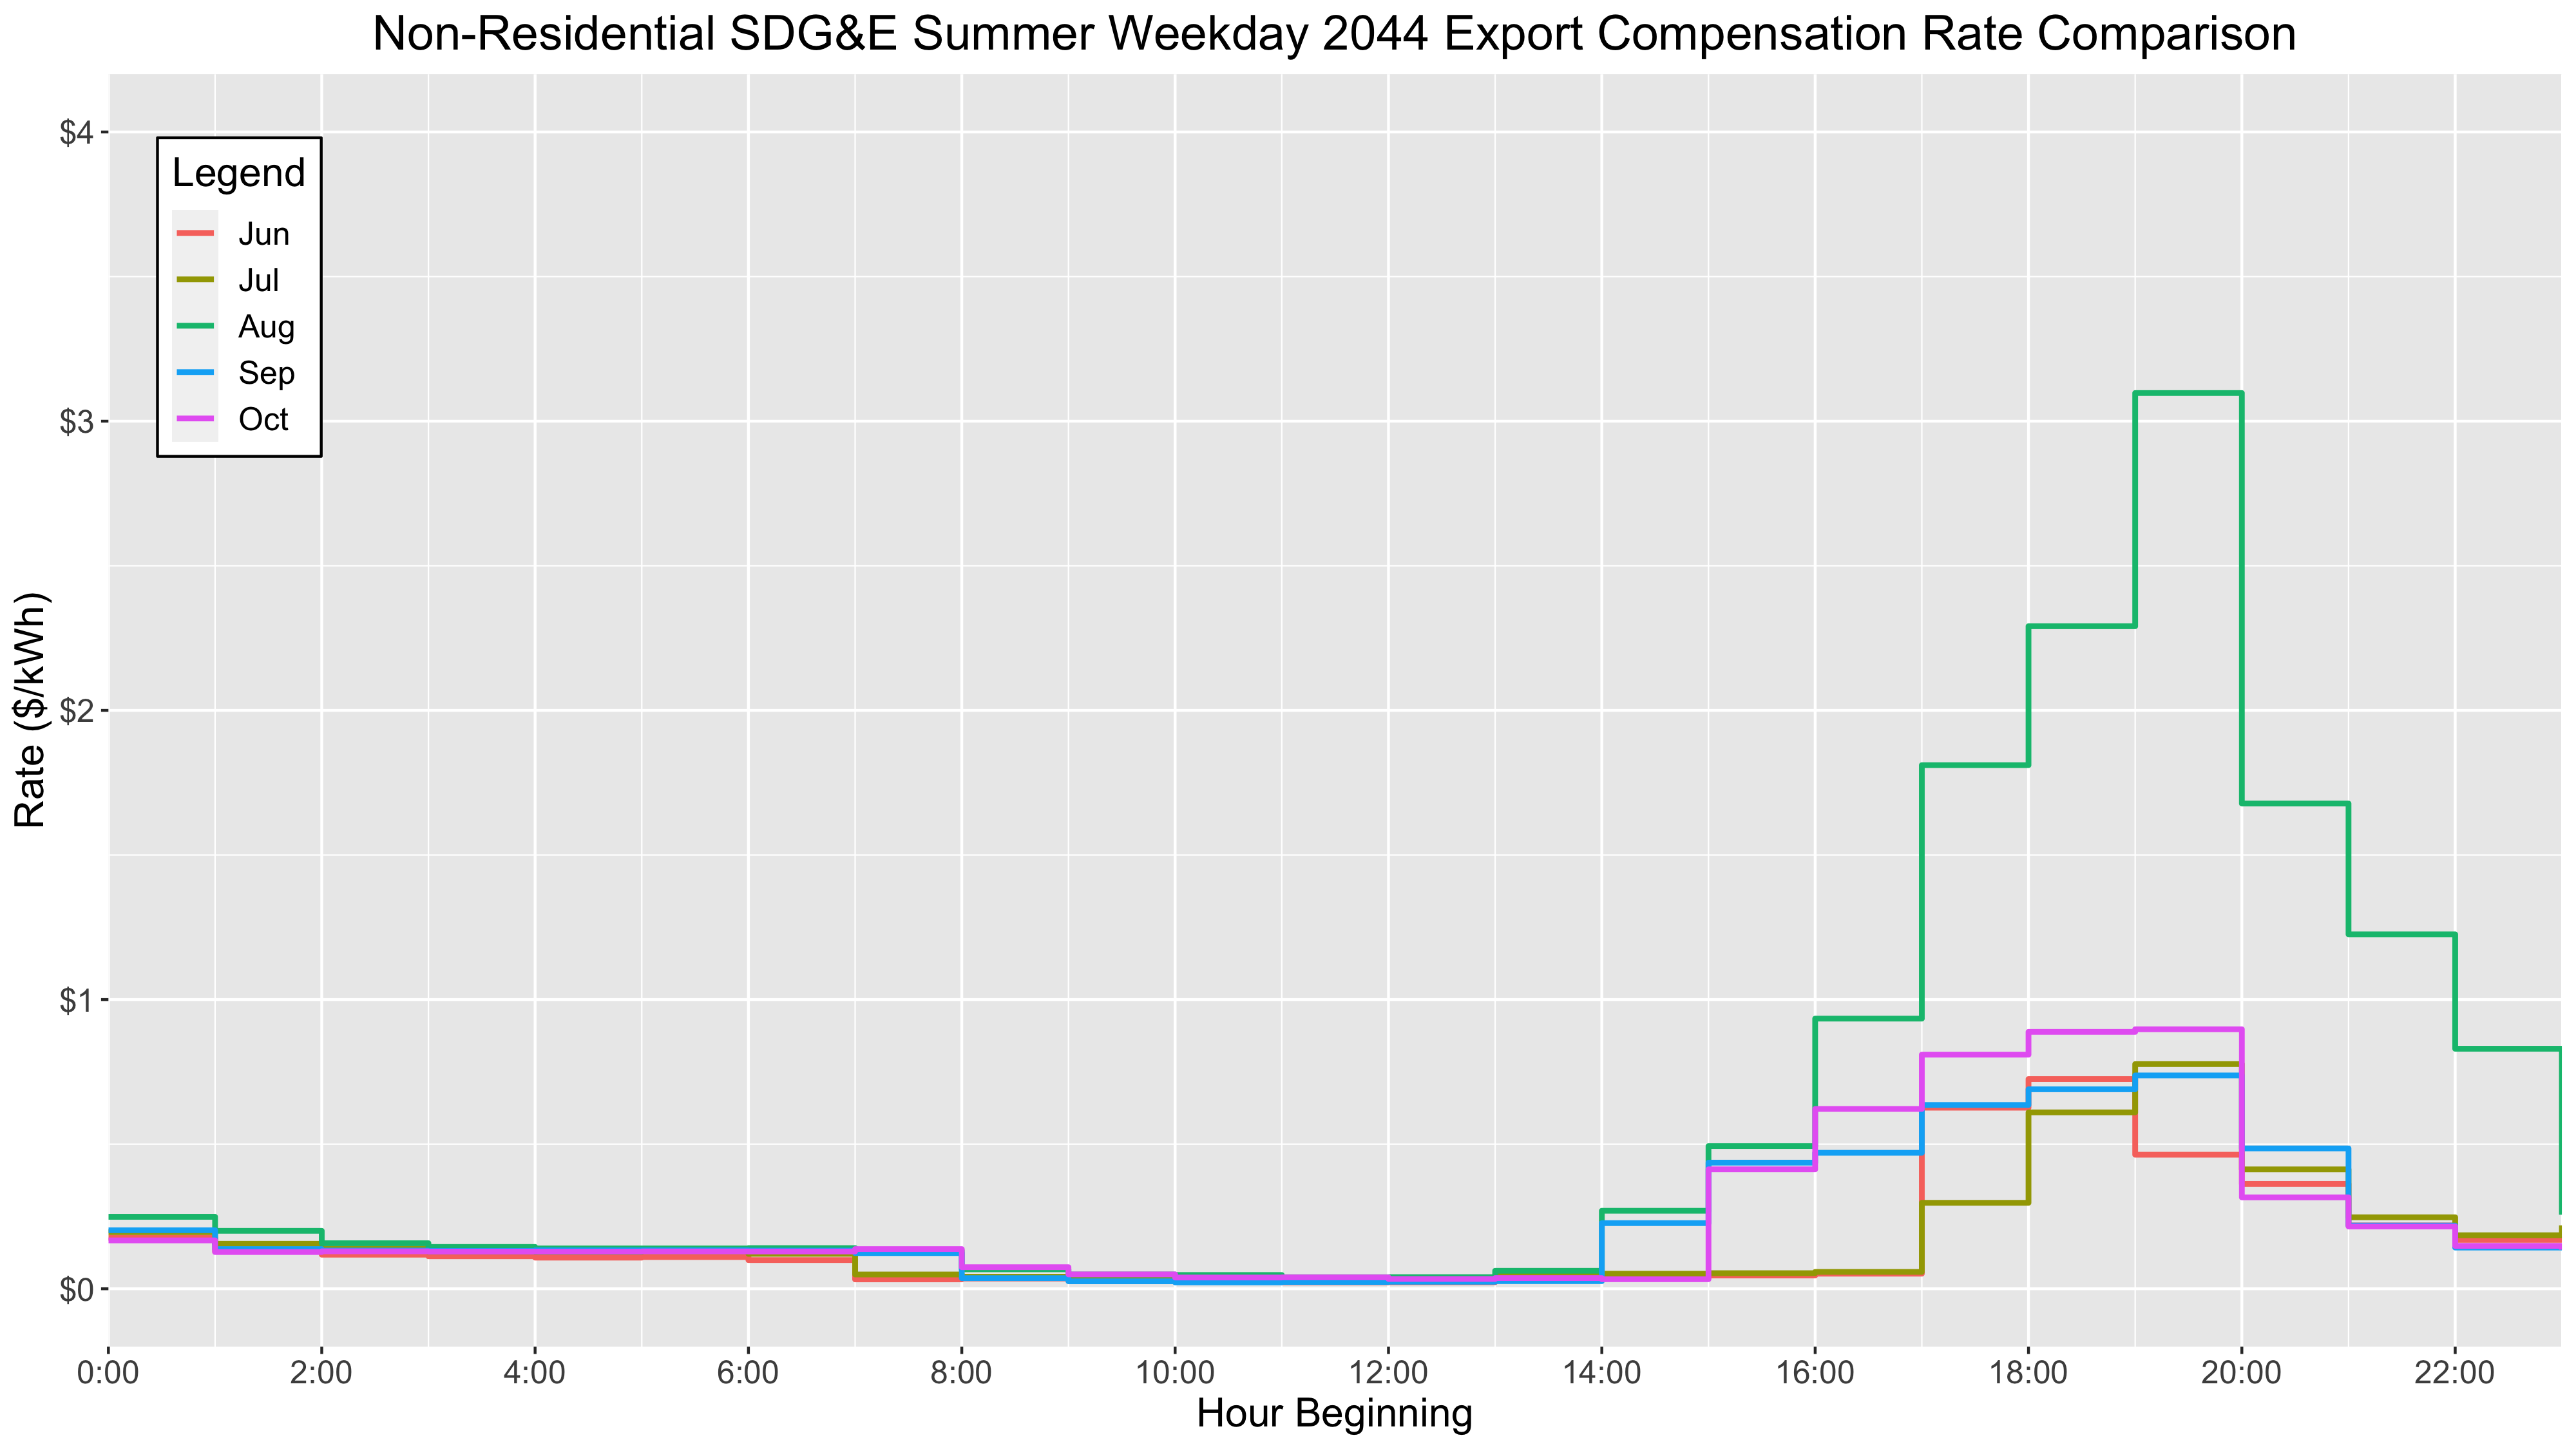 Non-Residential SDG&E Summer Weekday 2044 Export Compensation Rate Comparison
$4
$3
$2
$1
$0
Rate ($/kWh)
Legend
Jun
Jul
Aug
Sep
Oct
0:00 2:00 4:00 6:00 8:00 10:00 12:00 14:00 16:00 18:00 20:00 22:00
Hour Beginning